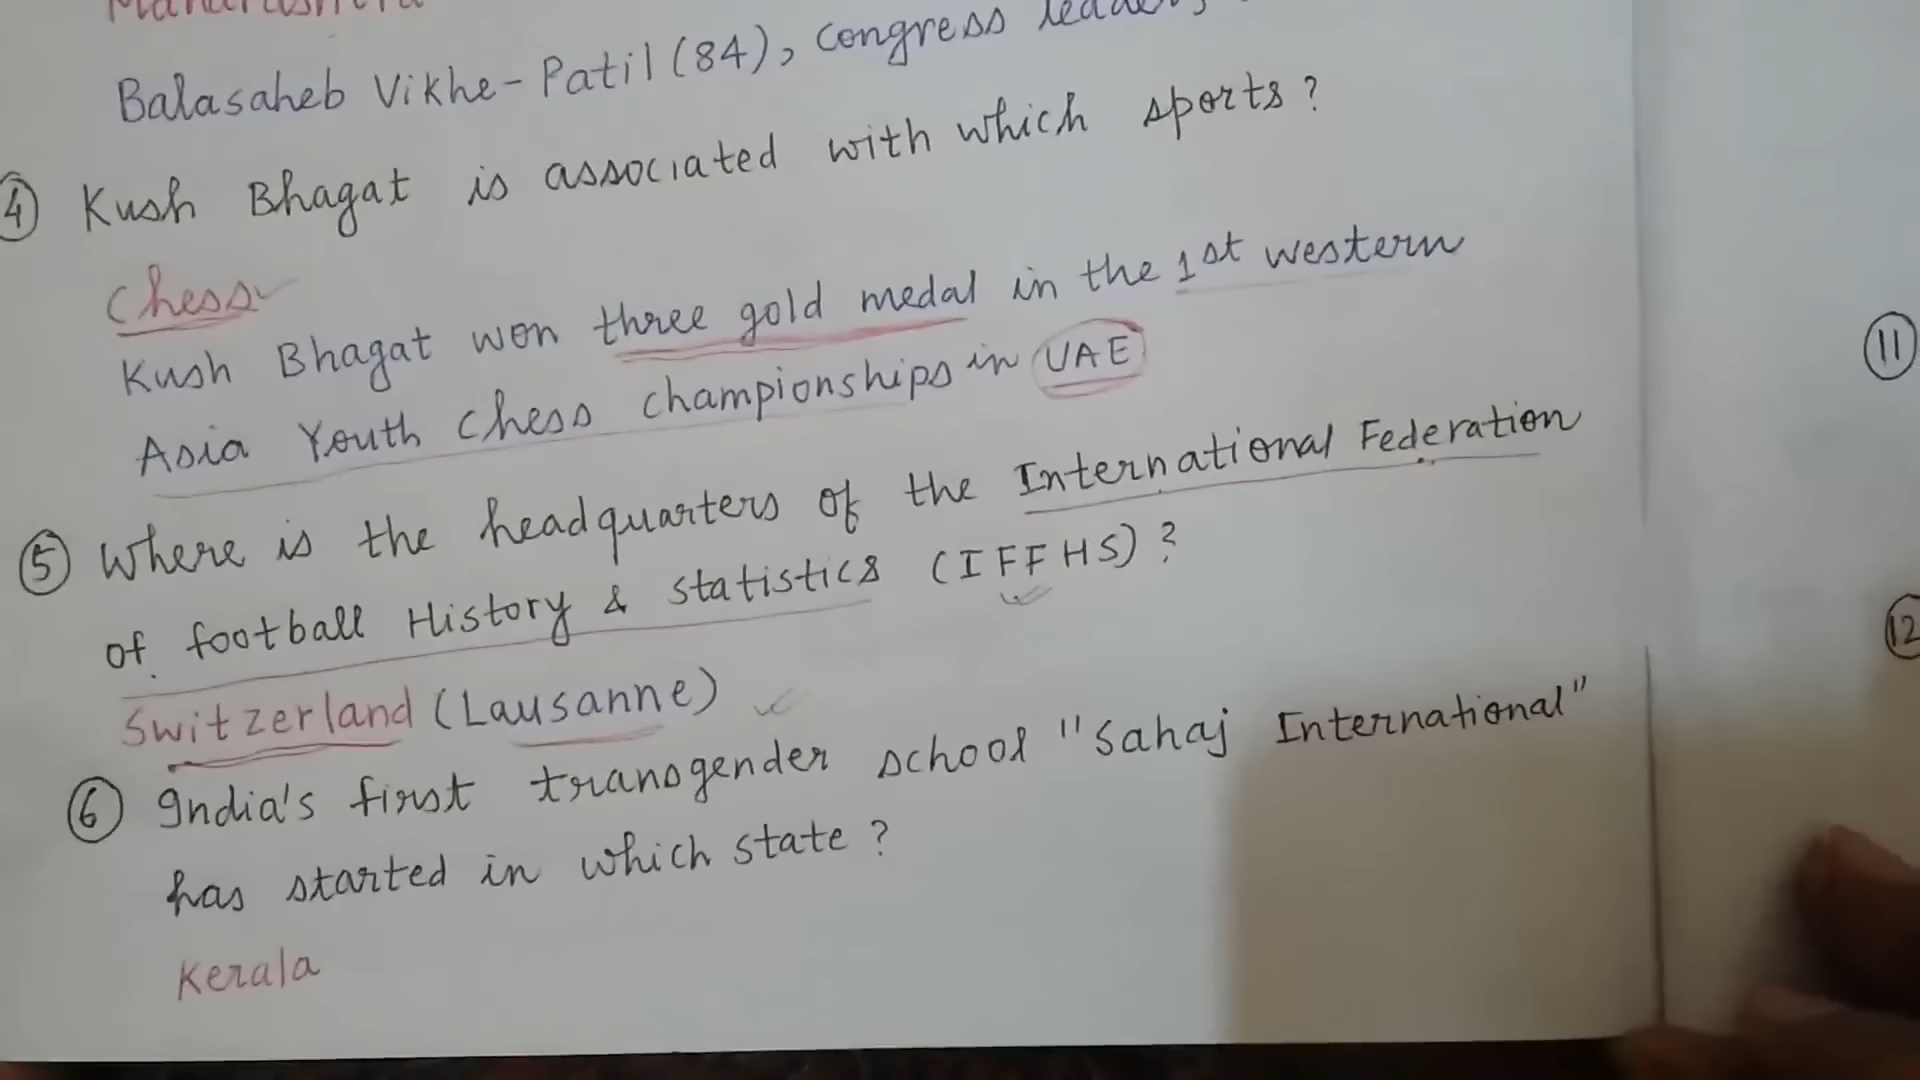 Maharashtra
Balasaheb Vikhe-Patil (84), Congress leader
④ Kush Bhagat is associated with which sports?
Chess
Kush Bhagat won three gold medal in the 1st western
Asia Youth Chess championships in UAE
⑤ Where is the headquarters of the International Federation
of football History & statistics (IFFHS)?
Switzerland (Lausanne)
⑥ India's first transgender school "Sahaj International"
has started in which state?
Kerala
⑪
⑫